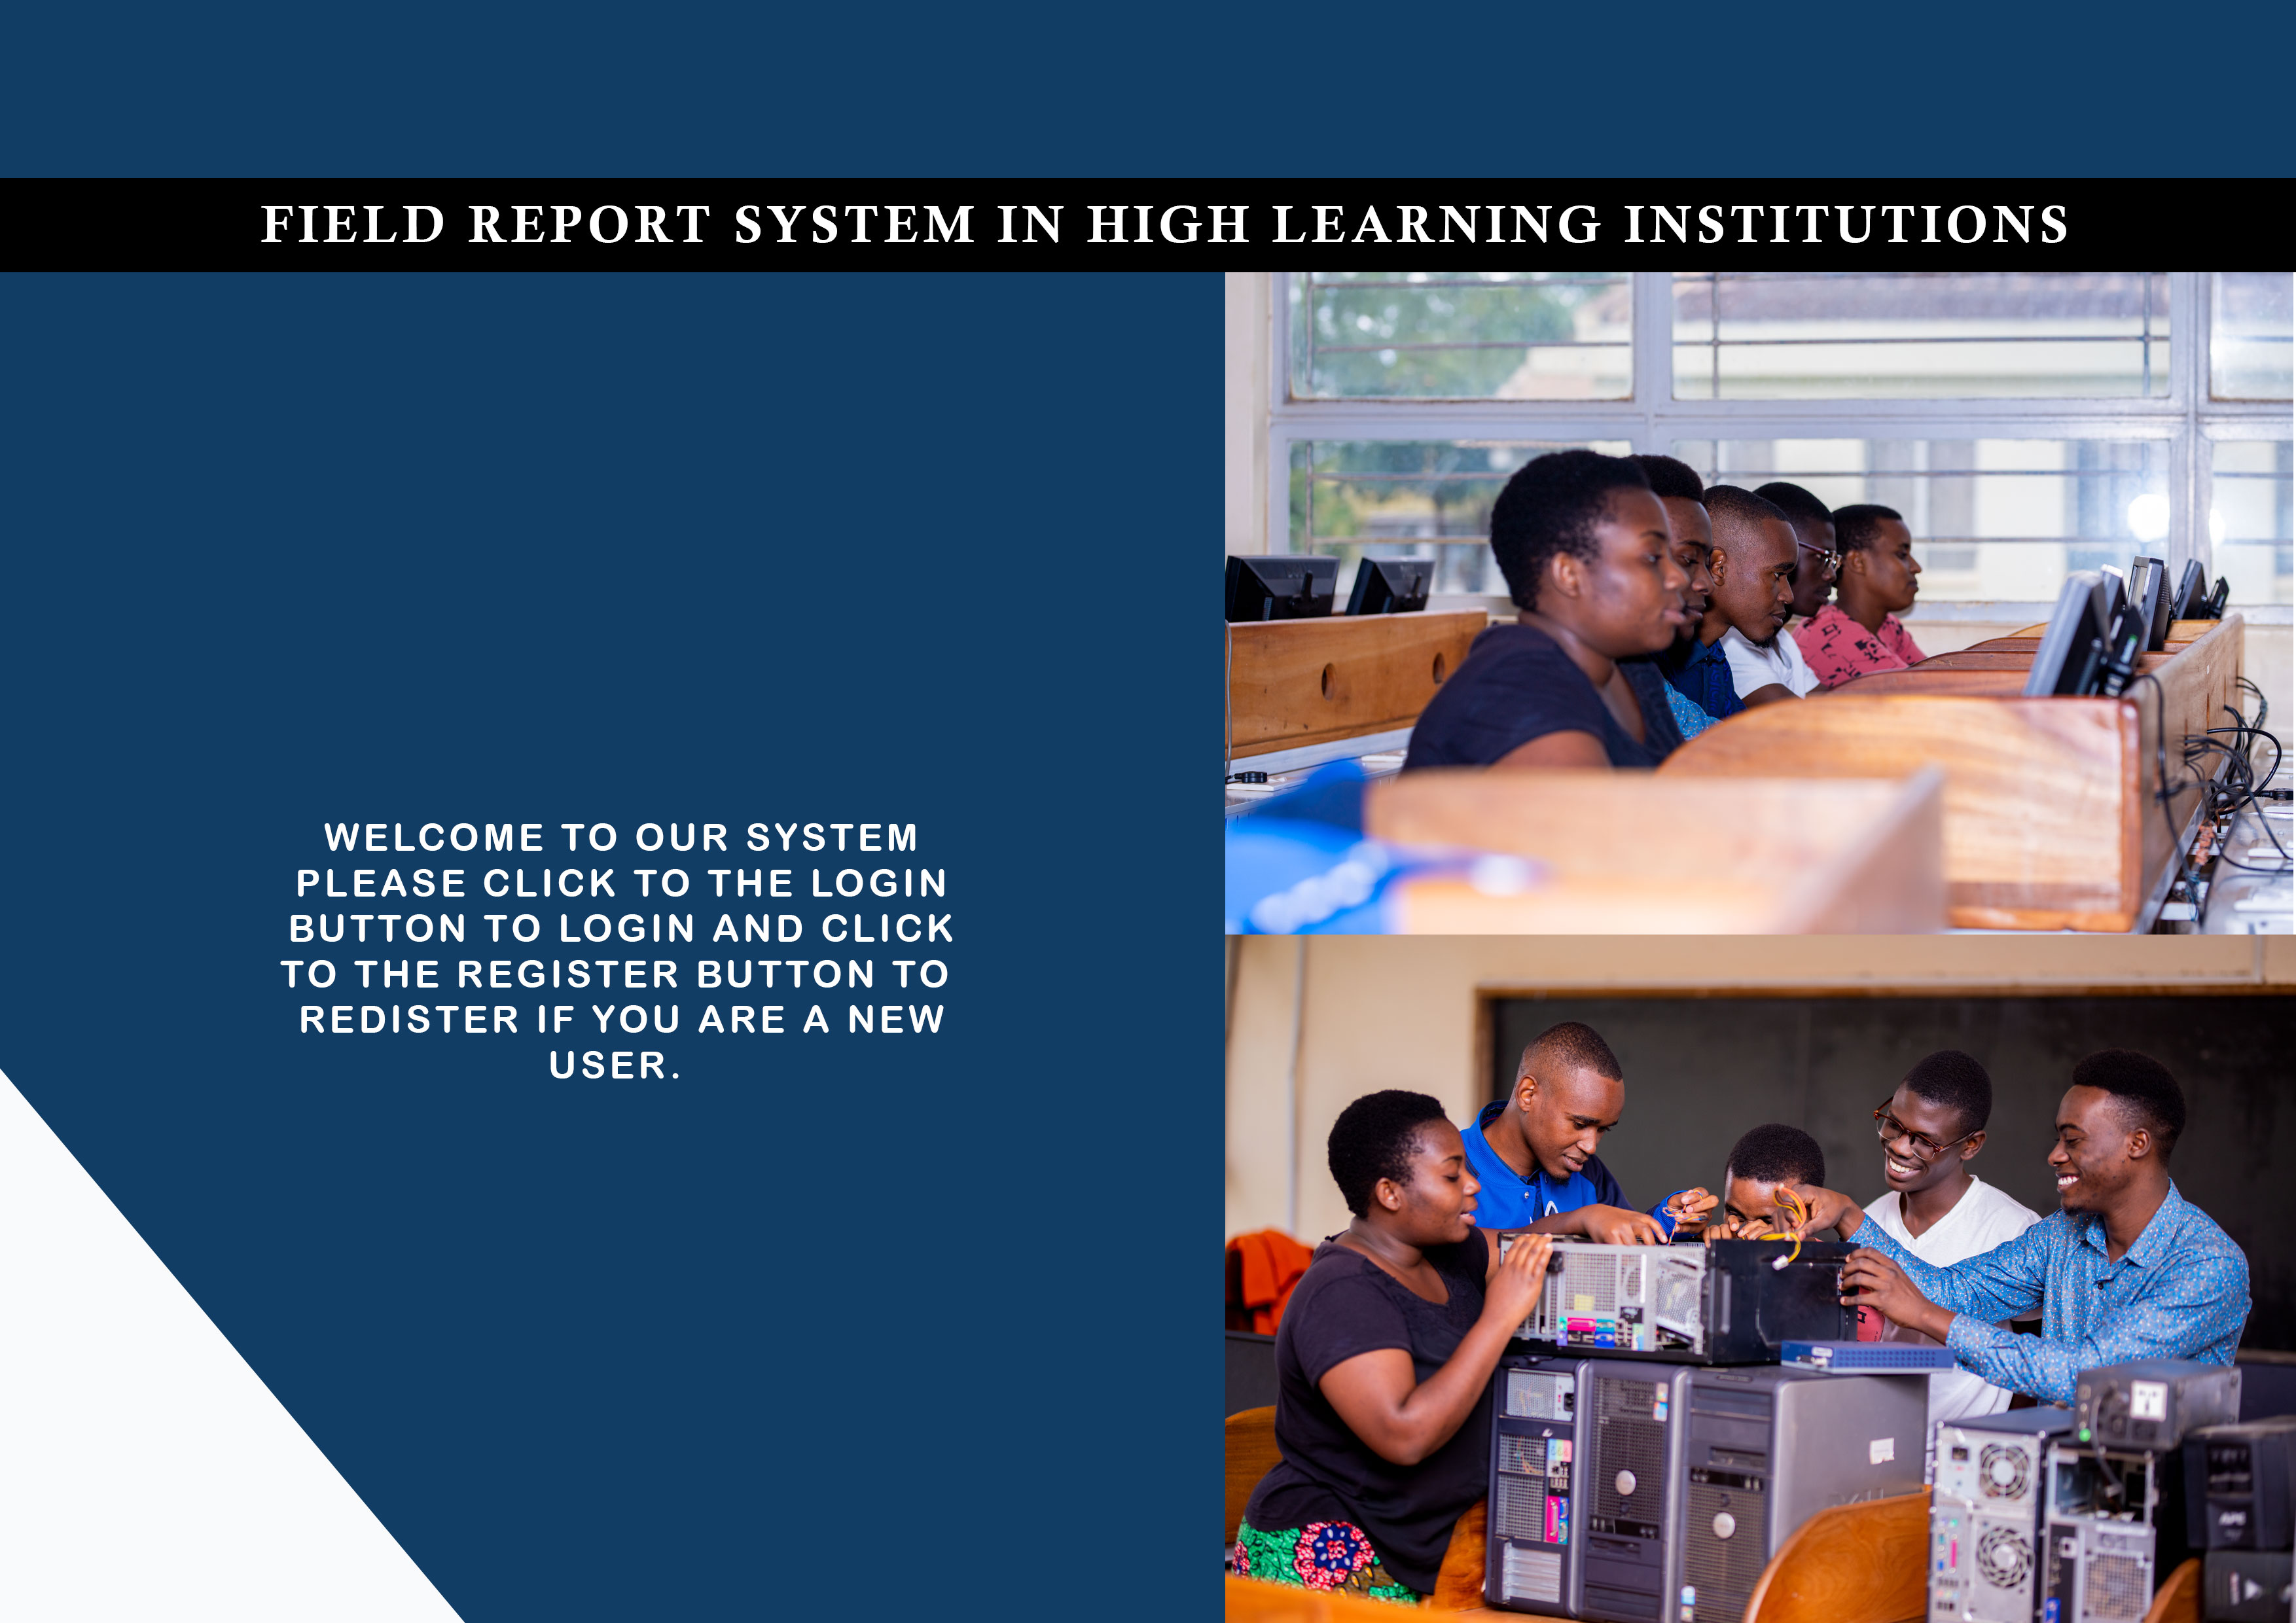 FIELD REPORT SYSTEM IN HIGH LEARNING INSTITUTIONS
WELCOME TO OUR SYSTEM
PLEASE CLICK TO THE LOGIN
BUTTON TO LOGIN AND CLICK
TO THE REGISTER BUTTON TO
REDISTER IF YOU ARE A NEW
USER.